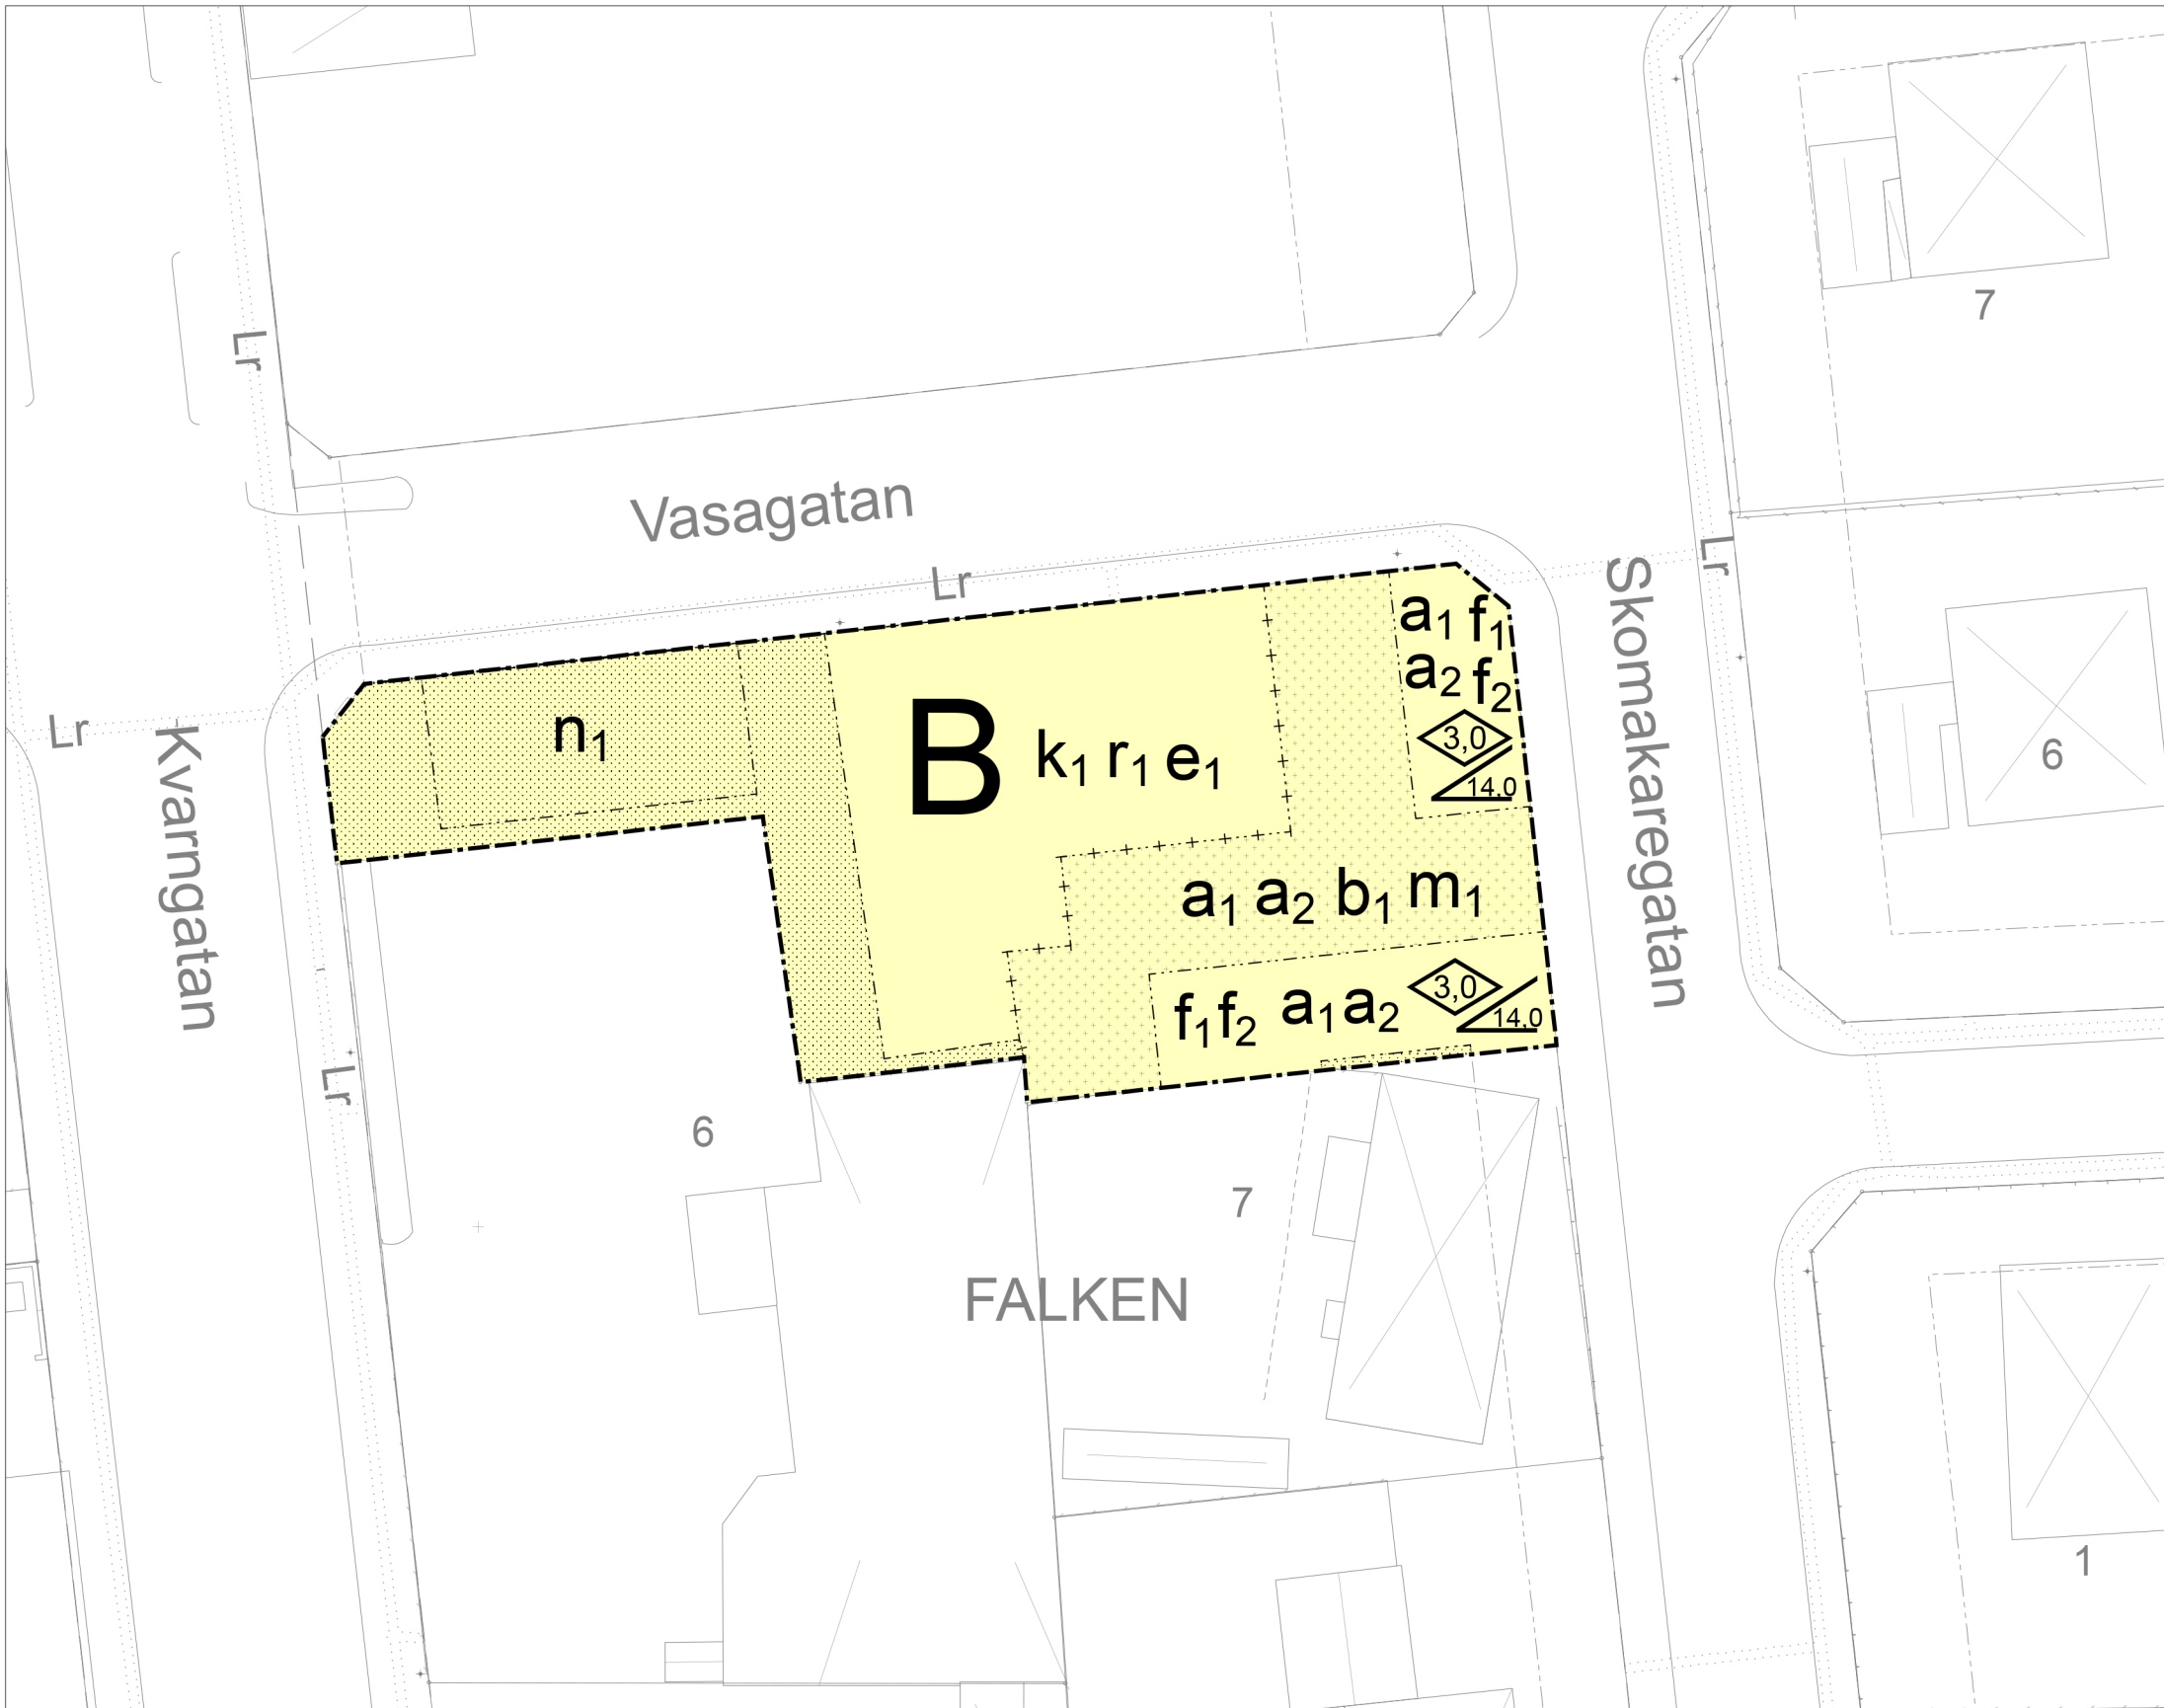 7
Lr
Vasagatan
Lr
Lr
Skomakaregatan
a1 f1
a2 f2
3,0
14,0
Lr
Kvarngatan
n1
B k1 r1 e1
6
a1 a2 b1 m1
f1 f2 a1 a2 3,0
14,0
Lr
6
7
FALKEN
1